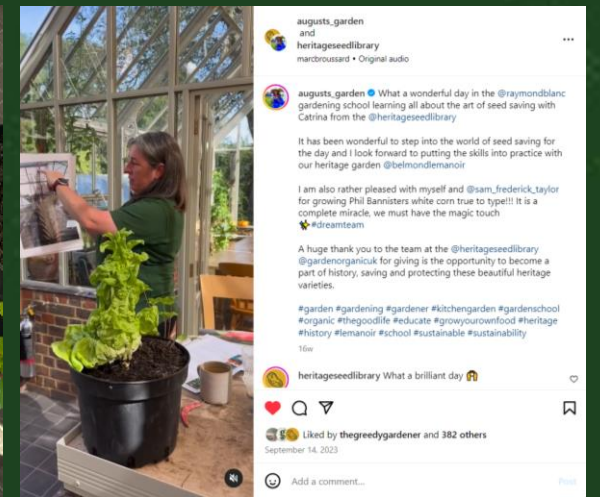 augusts_garden
and
heritageseedlibrary
marcbroussard • Original audio
augusts_garden What a wonderful day in the @raymondblanc
gardening school learning all about the art of seed saving with
Catrina from the @heritageseedlibrary
It has been wonderful to step into the world of seed saving for
the day and I look forward to putting the skills into practice with
our heritage garden @belmondlemanoir
I am also rather pleased with myself and @sam_frederick_taylor
for growing Phil Bannisters white corn true to type!!! It is a
complete miracle, we must have the magic touch
✨#dreamteam
A huge thank you to the team at the @heritageseedlibrary
@gardenorganicuk for giving is the opportunity to become a
part of history, saving and protecting these beautiful heritage
varieties.
#garden #gardening #gardener #kitchengarden #gardenschool
#organic #thegoodlife #educate #growyourownfood #heritage
#history #lemanoir #school #sustainable #sustainability
16w
heritageseedlibrary What a brilliant day 🙌
Liked by thegreedygardener and 382 others
September 14, 2023
Add a comment...
Post